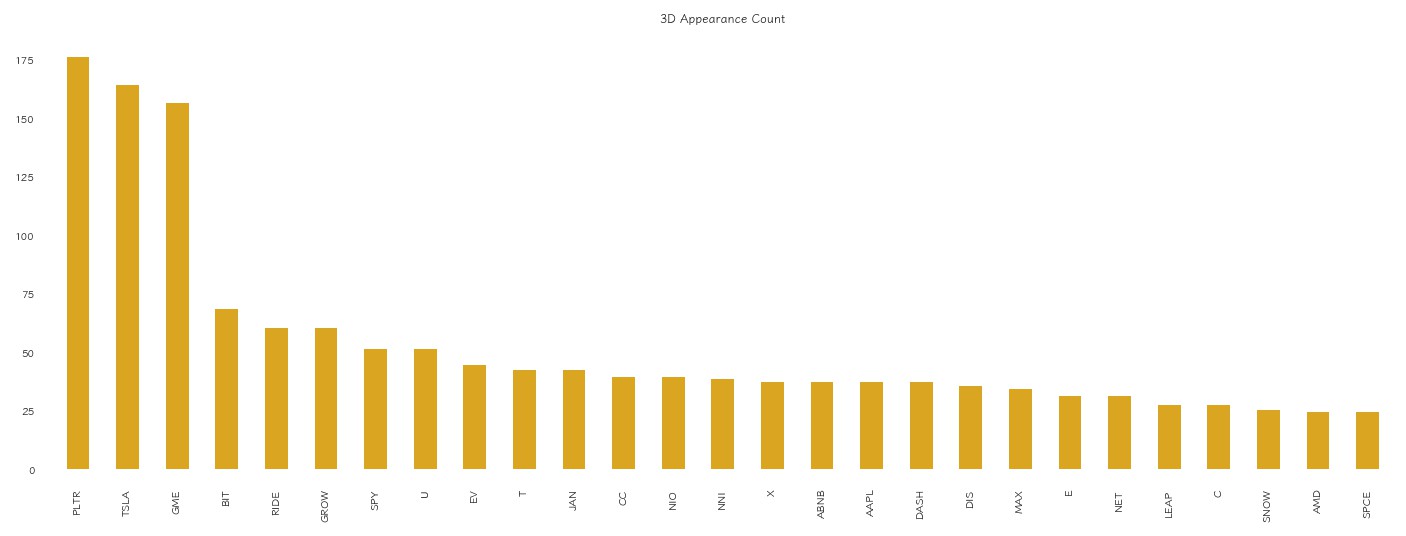 3D Appearance Count
175
150
125
100
75
50
25
0
PLTR
TSLA
GME
BIT
RIDE
GROW
SPY
U
EV
T
JAN
CC
NIO
NNI
X
ABNB
AAPL
DASH
DIS
MAX
E
NET
LEAP
C
SNOW
AMD
SPCE